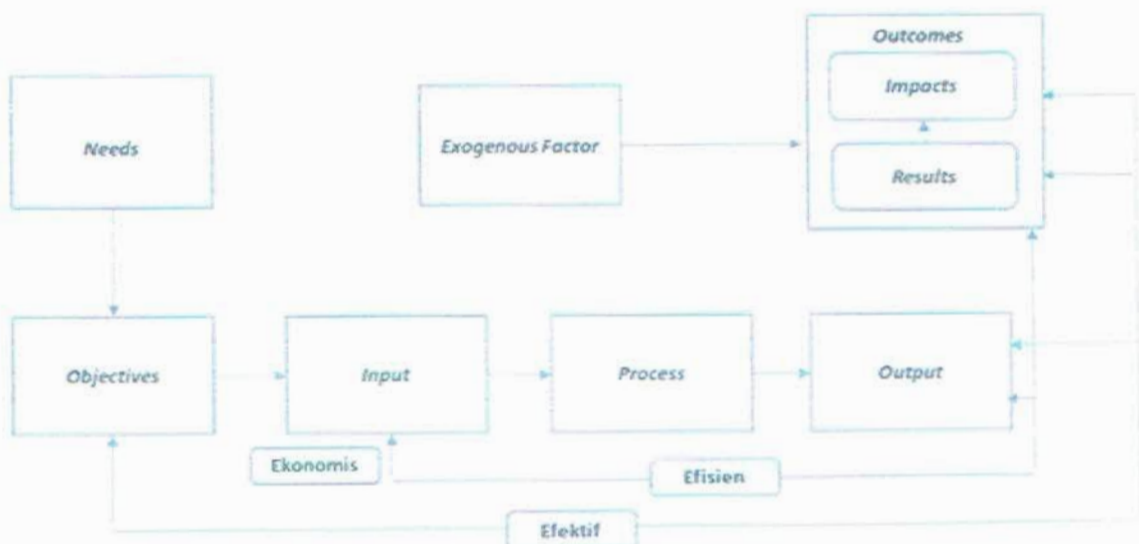 Outcomes
Impacts
Needs
Exogenous Factor
Results
Objectives
Input
Process
Output
Ekonomis
Efisien
Efektif